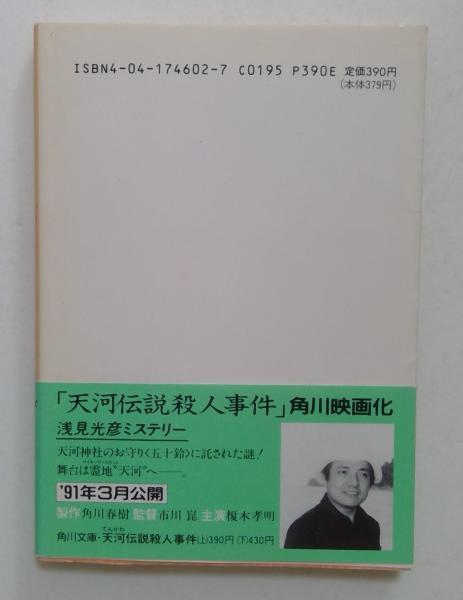 ISBN4-04-174602-7 C0195 P390E 定価390円
(本体379円)
「天河伝説殺人事件」角川映画化
浅見光彦ミステリー
天河神社のお守り〈五十鈴〉に託された謎!
舞台は霊地“天河”へ――。
'91年3月公開
製作 角川春樹 監督 市川 崑 主演 榎木孝明
てんかわ
角川文庫・天河伝説殺人事件(上)390円 (下)430円